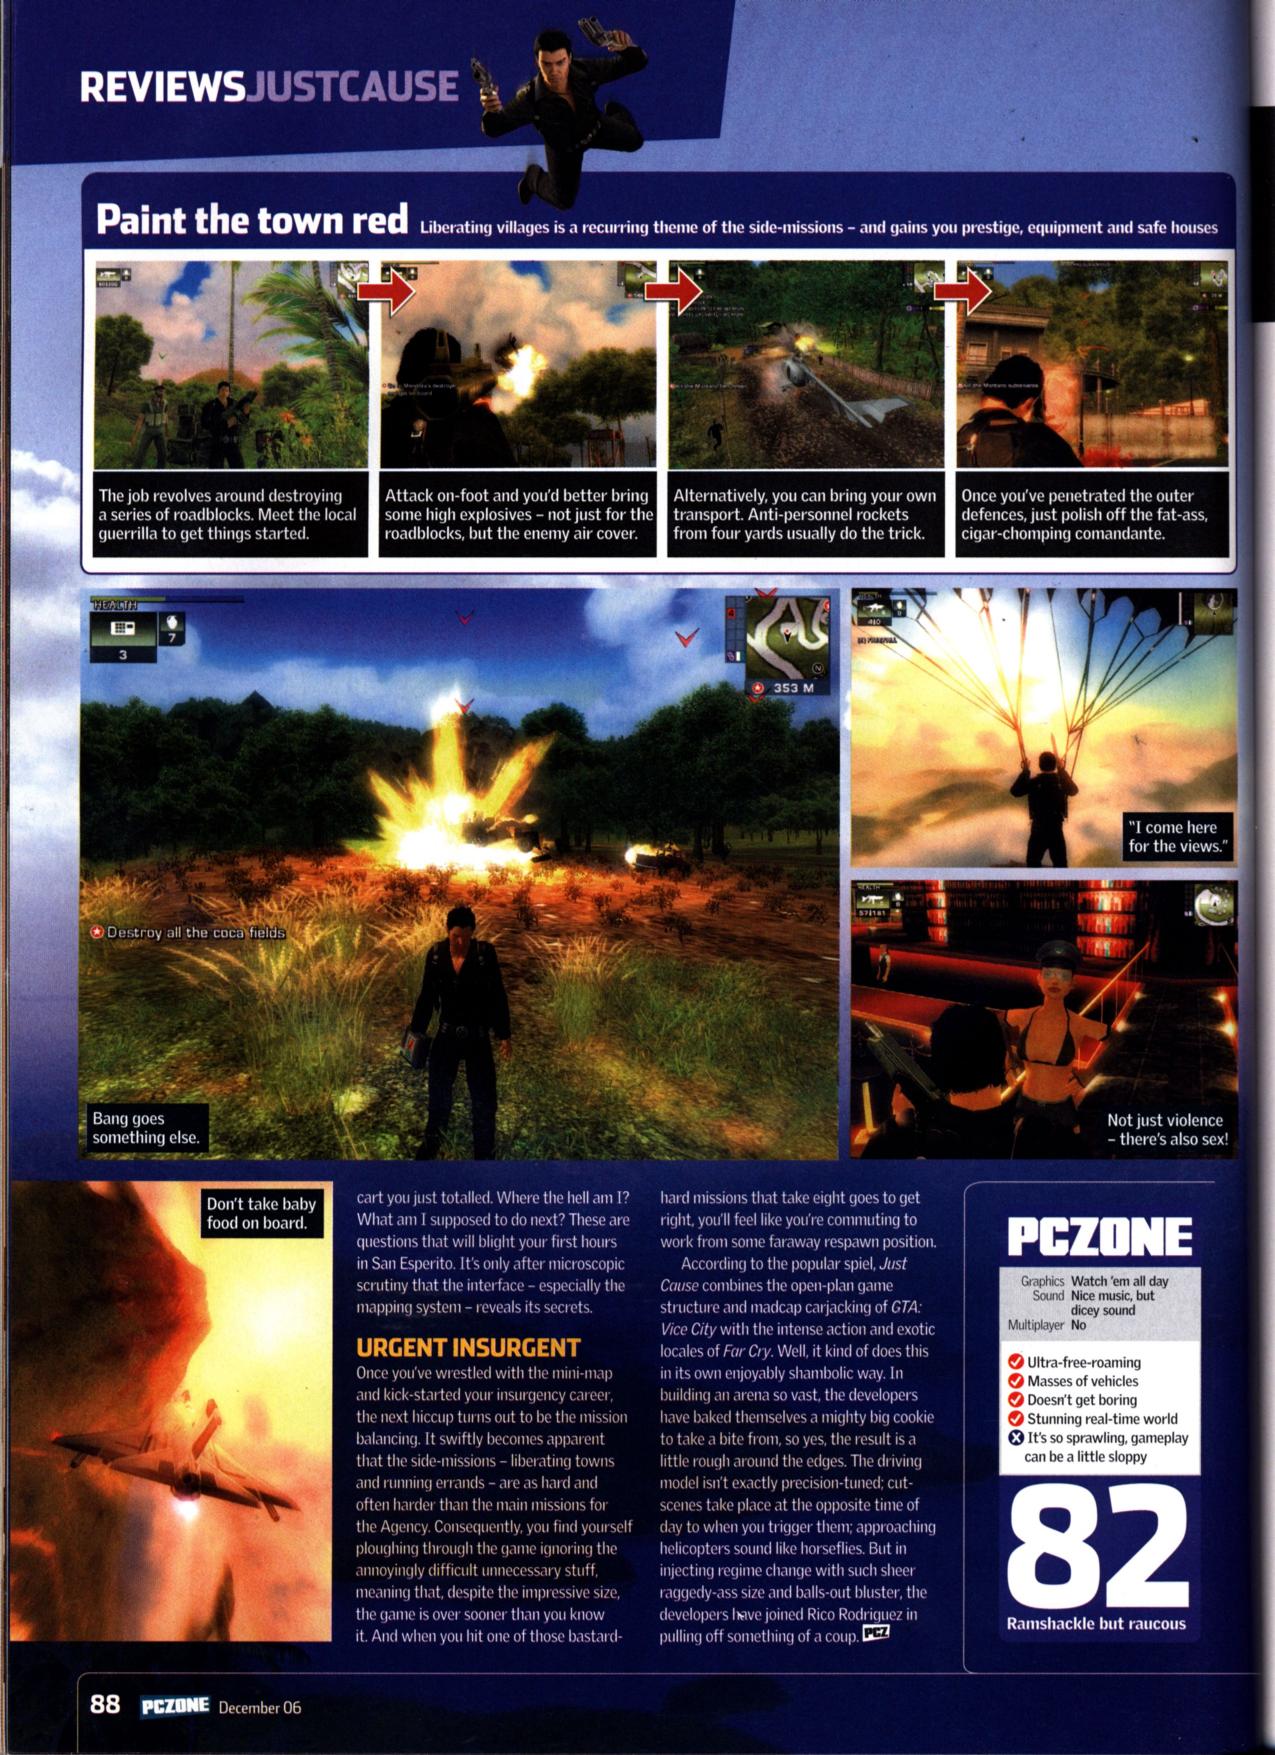 REVIEWSJUSTCAUSE
Paint the town red Liberating villages is a recurring theme of the side-missions – and gains you prestige, equipment and safe houses
The job revolves around destroying
a series of roadblocks. Meet the local
guerrilla to get things started.
Attack on-foot and you'd better bring
some high explosives – not just for the
roadblocks, but the enemy air cover.
Alternatively, you can bring your own
transport. Anti-personnel rockets
from four yards usually do the trick.
Once you've penetrated the outer
defences, just polish off the fat-ass,
cigar-chomping comandante.
HEALTH
7
3
353 M
Destroy all the coca fields
Bang goes
something else.
HEALTH
410
"I come here
for the views."
HEALTH
Not just violence
– there's also sex!
Don't take baby
food on board.
cart you just totalled. Where the hell am I?
What am I supposed to do next? These are
questions that will blight your first hours
in San Esperito. It's only after microscopic
scrutiny that the interface – especially the
mapping system – reveals its secrets.
URGENT INSURGENT
Once you've wrestled with the mini-map
and kick-started your insurgency career,
the next hiccup turns out to be the mission
balancing. It swiftly becomes apparent
that the side-missions – liberating towns
and running errands – are as hard and
often harder than the main missions for
the Agency. Consequently, you find yourself
ploughing through the game ignoring the
annoyingly difficult unnecessary stuff,
meaning that, despite the impressive size,
the game is over sooner than you know
it. And when you hit one of those bastard-
hard missions that take eight goes to get
right, you'll feel like you're commuting to
work from some faraway respawn position.
According to the popular spiel, Just
Cause combines the open-plan game
structure and madcap carjacking of GTA:
Vice City with the intense action and exotic
locales of Far Cry. Well, it kind of does this
in its own enjoyably shambolic way. In
building an arena so vast, the developers
have baked themselves a mighty big cookie
to take a bite from, so yes, the result is a
little rough around the edges. The driving
model isn't exactly precision-tuned; cut-
scenes take place at the opposite time of
day to when you trigger them; approaching
helicopters sound like horseflies. But in
injecting regime change with such sheer
raggedy-ass size and balls-out bluster, the
developers have joined Rico Rodriguez in
pulling off something of a coup. PCZ
PCZONE
Graphics Watch 'em all day
Sound Nice music, but
dicey sound
Multiplayer No
Ultra-free-roaming
Masses of vehicles
Doesn't get boring
Stunning real-time world
It's so sprawling, gameplay
can be a little sloppy
82
Ramshackle but raucous
88 PCZONE December 06